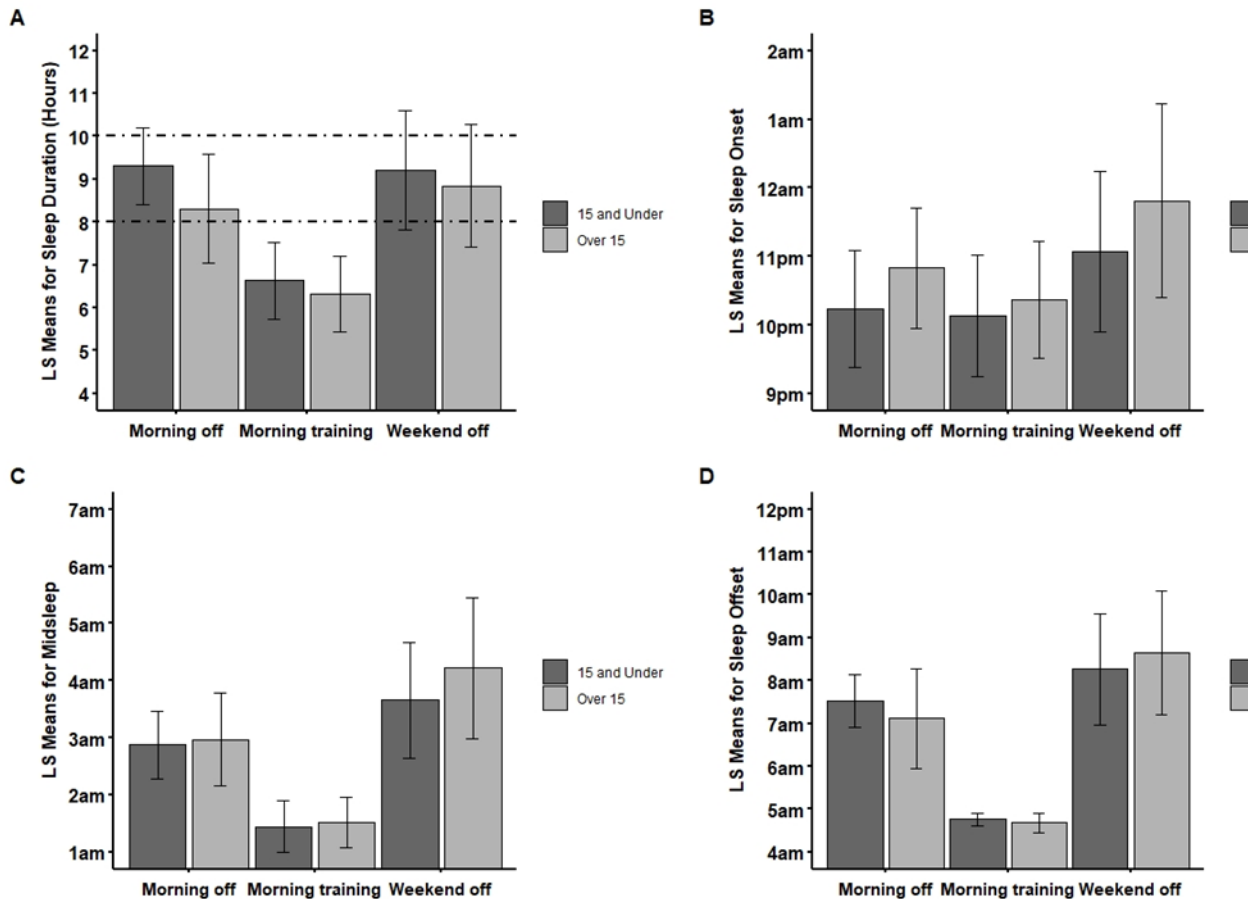 A
LS Means for Sleep Duration (Hours)
12
11
10
9
8
7
6
5
4
Morning off Morning training Weekend off
15 and Under
Over 15
B
LS Means for Sleep Onset
2am
1am
12am
11pm
10pm
9pm
Morning off Morning training Weekend off
C
LS Means for Midsleep
7am
6am
5am
4am
3am
2am
1am
Morning off Morning training Weekend off
15 and Under
Over 15
D
LS Means for Sleep Offset
12pm
11am
10am
9am
8am
7am
6am
5am
4am
Morning off Morning training Weekend off